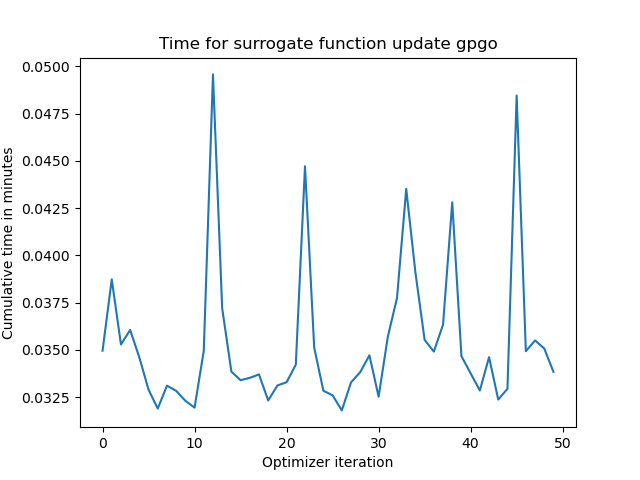 Time for surrogate function update gpgo
0.0500
0.0475
0.0450
0.0425
0.0400
0.0375
0.0350
0.0325
Cumulative time in minutes
0 10 20 30 40 50
Optimizer iteration